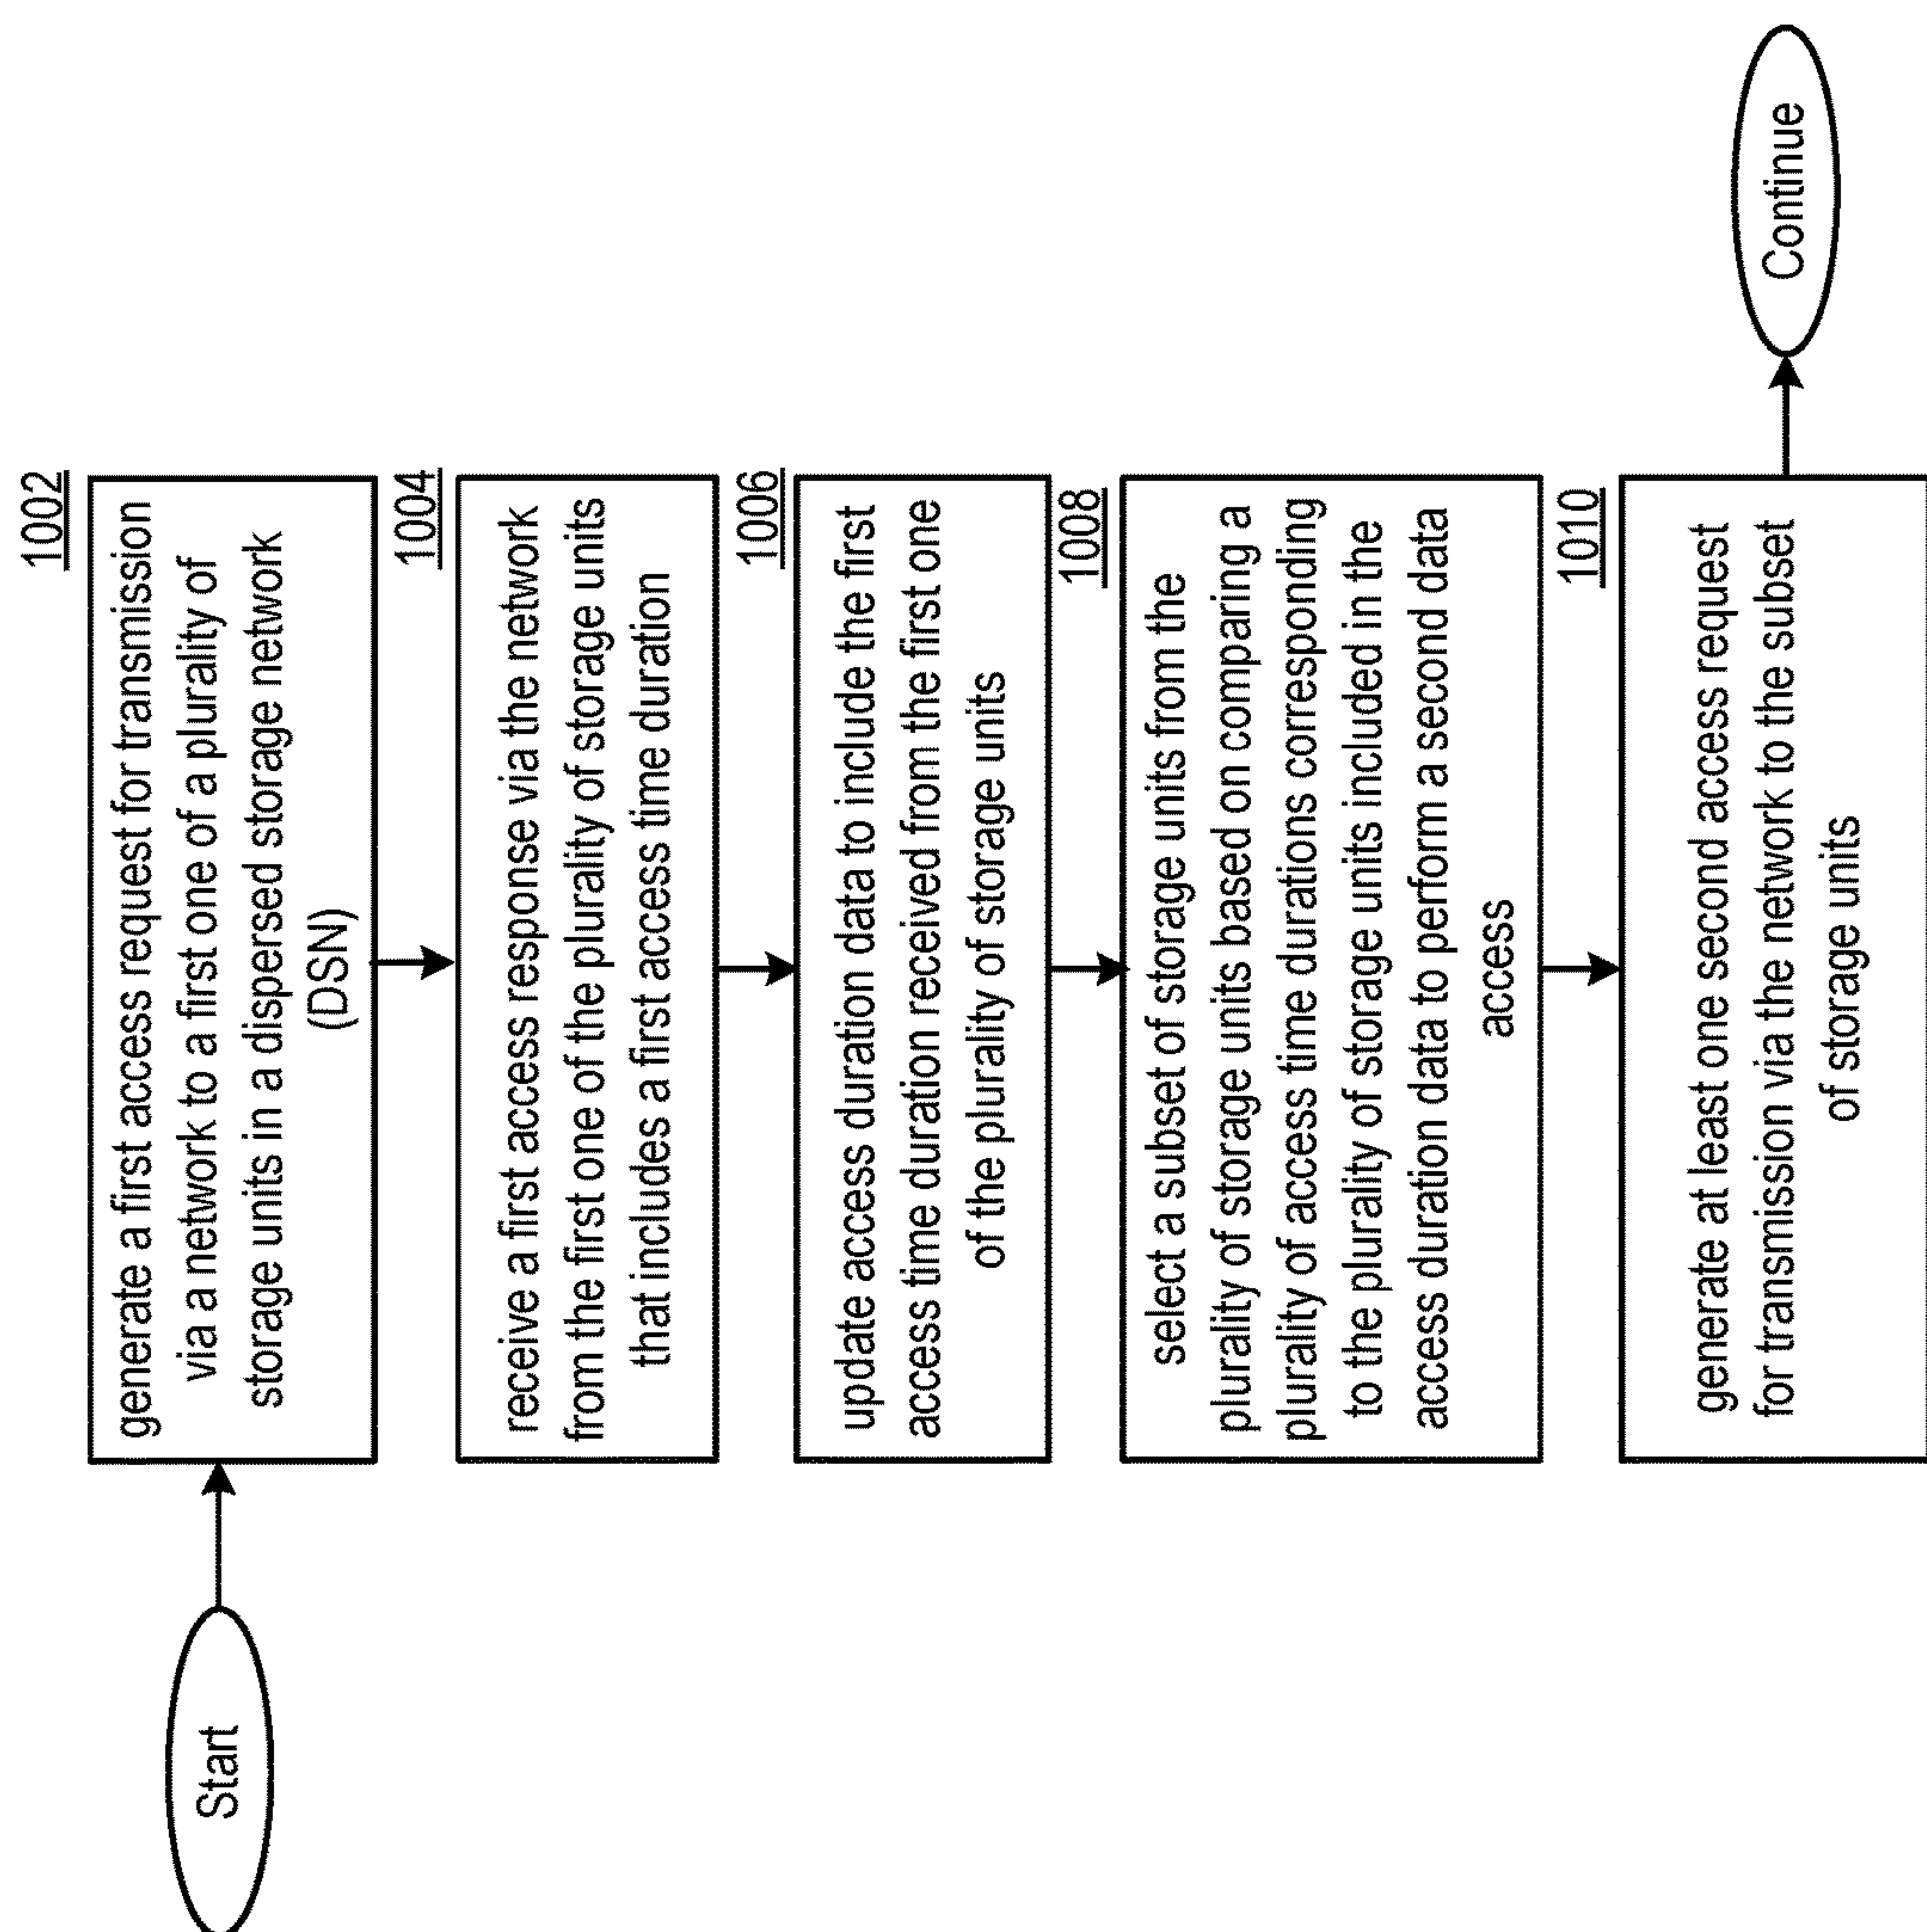 Start
1002
generate a first access request for transmission
via a network to a first one of a plurality of
storage units in a dispersed storage network
(DSN)
1004
receive a first access response via the network
from the first one of the plurality of storage units
that includes a first access time duration
1006
update access duration data to include the first
access time duration received from the first one
of the plurality of storage units
1008
select a subset of storage units from the
plurality of storage units based on comparing a
plurality of access time durations corresponding
to the plurality of storage units included in the
access duration data to perform a second data
access
1010
generate at least one second access request
for transmission via the network to the subset
of storage units
Continue